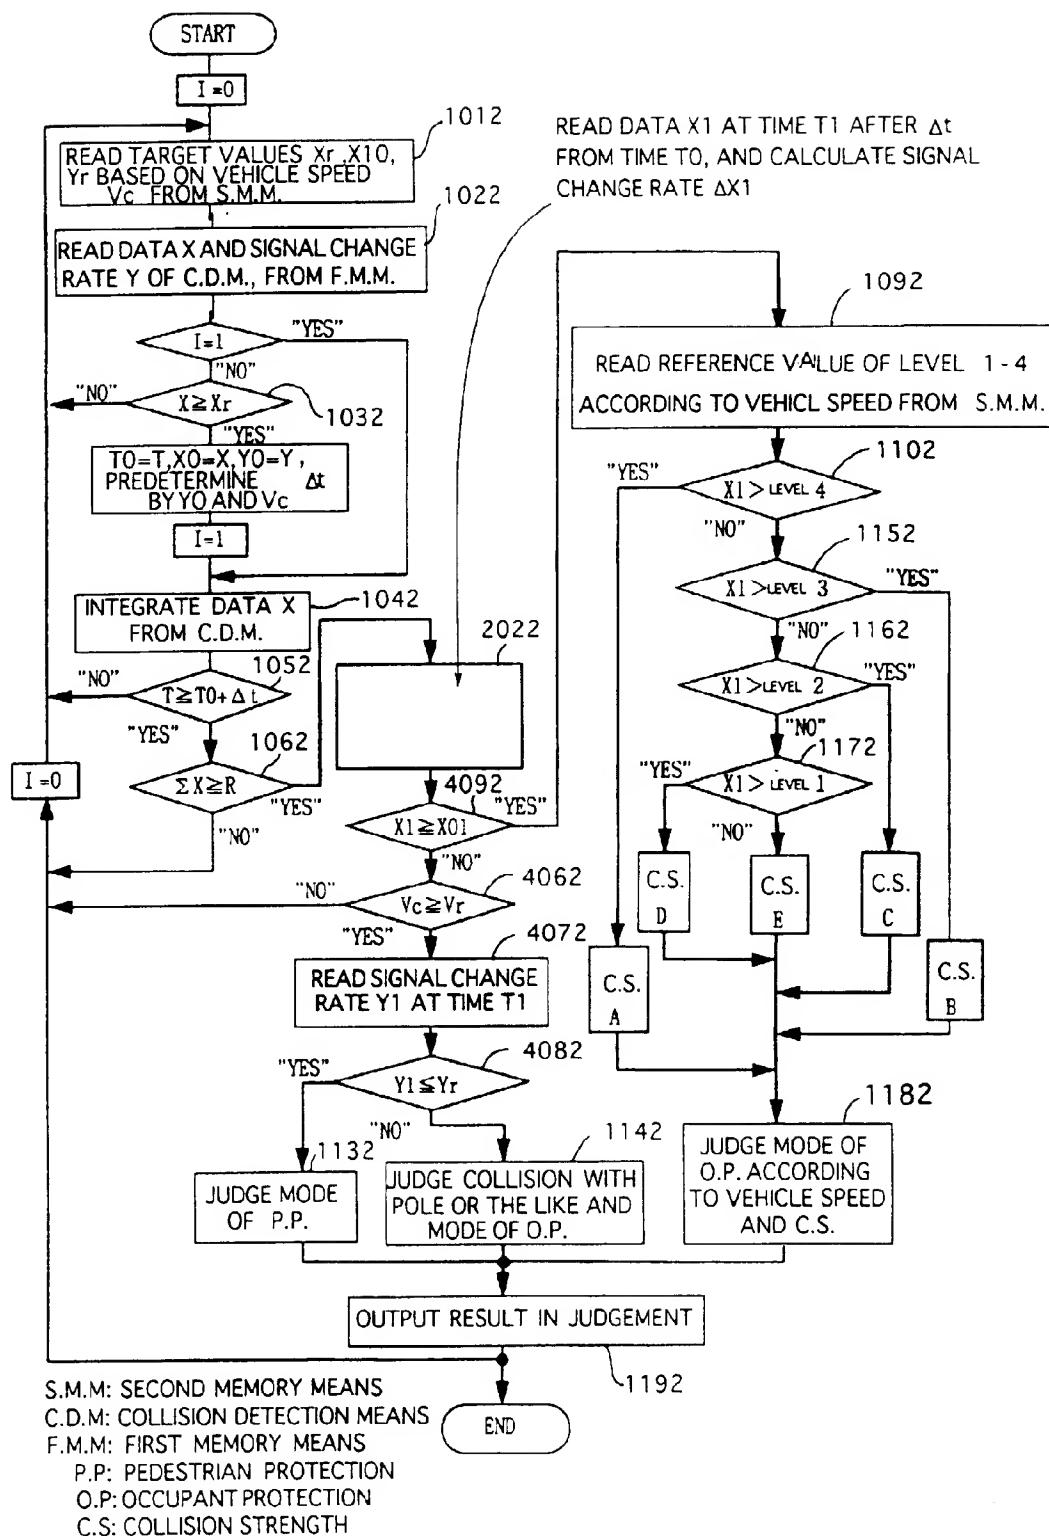 START
I=0
1012
READ TARGET VALUES Xr ,X10,
Yr BASED ON VEHICLE SPEED
Vc FROM S.M.M.
1022
READ DATA X AND SIGNAL CHANGE
RATE Y OF C.D.M., FROM F.M.M.
I=1
"YES"
"NO"
"NO"
X≧Xr
1032
"YES"
T0=T,X0=X,Y0=Y,
PREDETERMINE Δt
BY Y0 AND Vc
I=1
INTEGRATE DATA X
FROM C.D.M.
1042
"NO"
T≧T0+Δt
1052
"YES"
I=0
ΣX≧R
1062
"YES"
"NO"
READ DATA X1 AT TIME T1 AFTER Δt
FROM TIME T0, AND CALCULATE SIGNAL
CHANGE RATE ΔX1
2022
4092
X1≧X01
"YES"
"NO"
"NO"
Vc≧Vr
4062
"YES"
4072
READ SIGNAL CHANGE
RATE Y1 AT TIME T1
"YES"
Y1≦Yr
4082
"NO"
1132
JUDGE MODE
OF P.P.
1142
JUDGE COLLISION WITH
POLE OR THE LIKE AND
MODE OF O.P.
1092
READ REFERENCE VALUE OF LEVEL 1-4
ACCORDING TO VEHICL SPEED FROM S.M.M.
1102
"YES"
X1>LEVEL 4
"NO"
1152
X1>LEVEL 3
"YES"
"NO"
1162
X1>LEVEL 2
"YES"
"NO"
1172
"YES"
X1>LEVEL 1
"NO"
C.S.
D
C.S.
E
C.S.
C
C.S.
A
C.S.
B
1182
JUDGE MODE OF
O.P. ACCORDING
TO VEHICLE SPEED
AND C.S.
OUTPUT RESULT IN JUDGEMENT
1192
END
S.M.M: SECOND MEMORY MEANS
C.D.M: COLLISION DETECTION MEANS
F.M.M: FIRST MEMORY MEANS
P.P: PEDESTRIAN PROTECTION
O.P: OCCUPANT PROTECTION
C.S: COLLISION STRENGTH